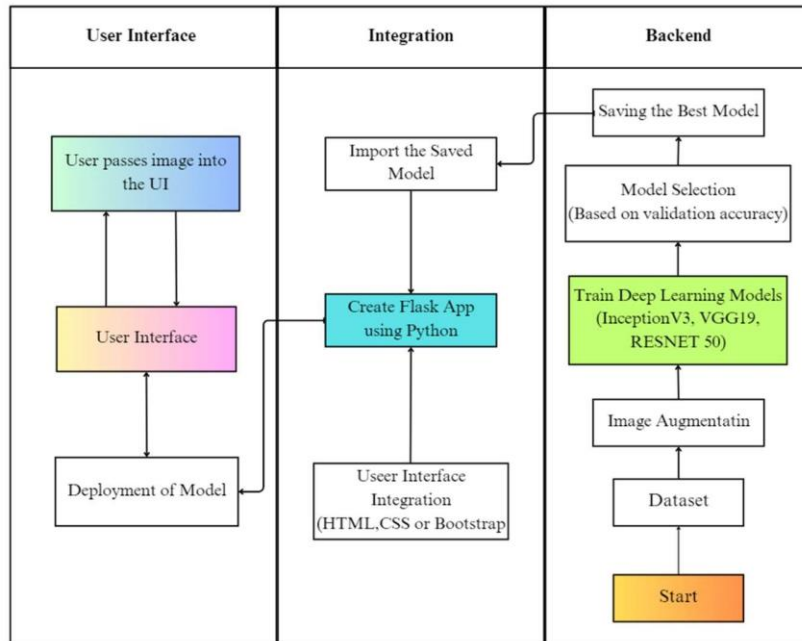 User Interface
Integration
Backend
User passes image into
the UI
User Interface
Deployment of Model
Import the Saved
Model
Create Flask App
using Python
Useer Interface
Integration
(HTML,CSS or Bootstrap
Saving the Best Model
Model Selection
(Based on validation accuracy)
Train Deep Learning Models
(InceptionV3, VGG19,
RESNET 50)
Image Augmentatin
Dataset
Start